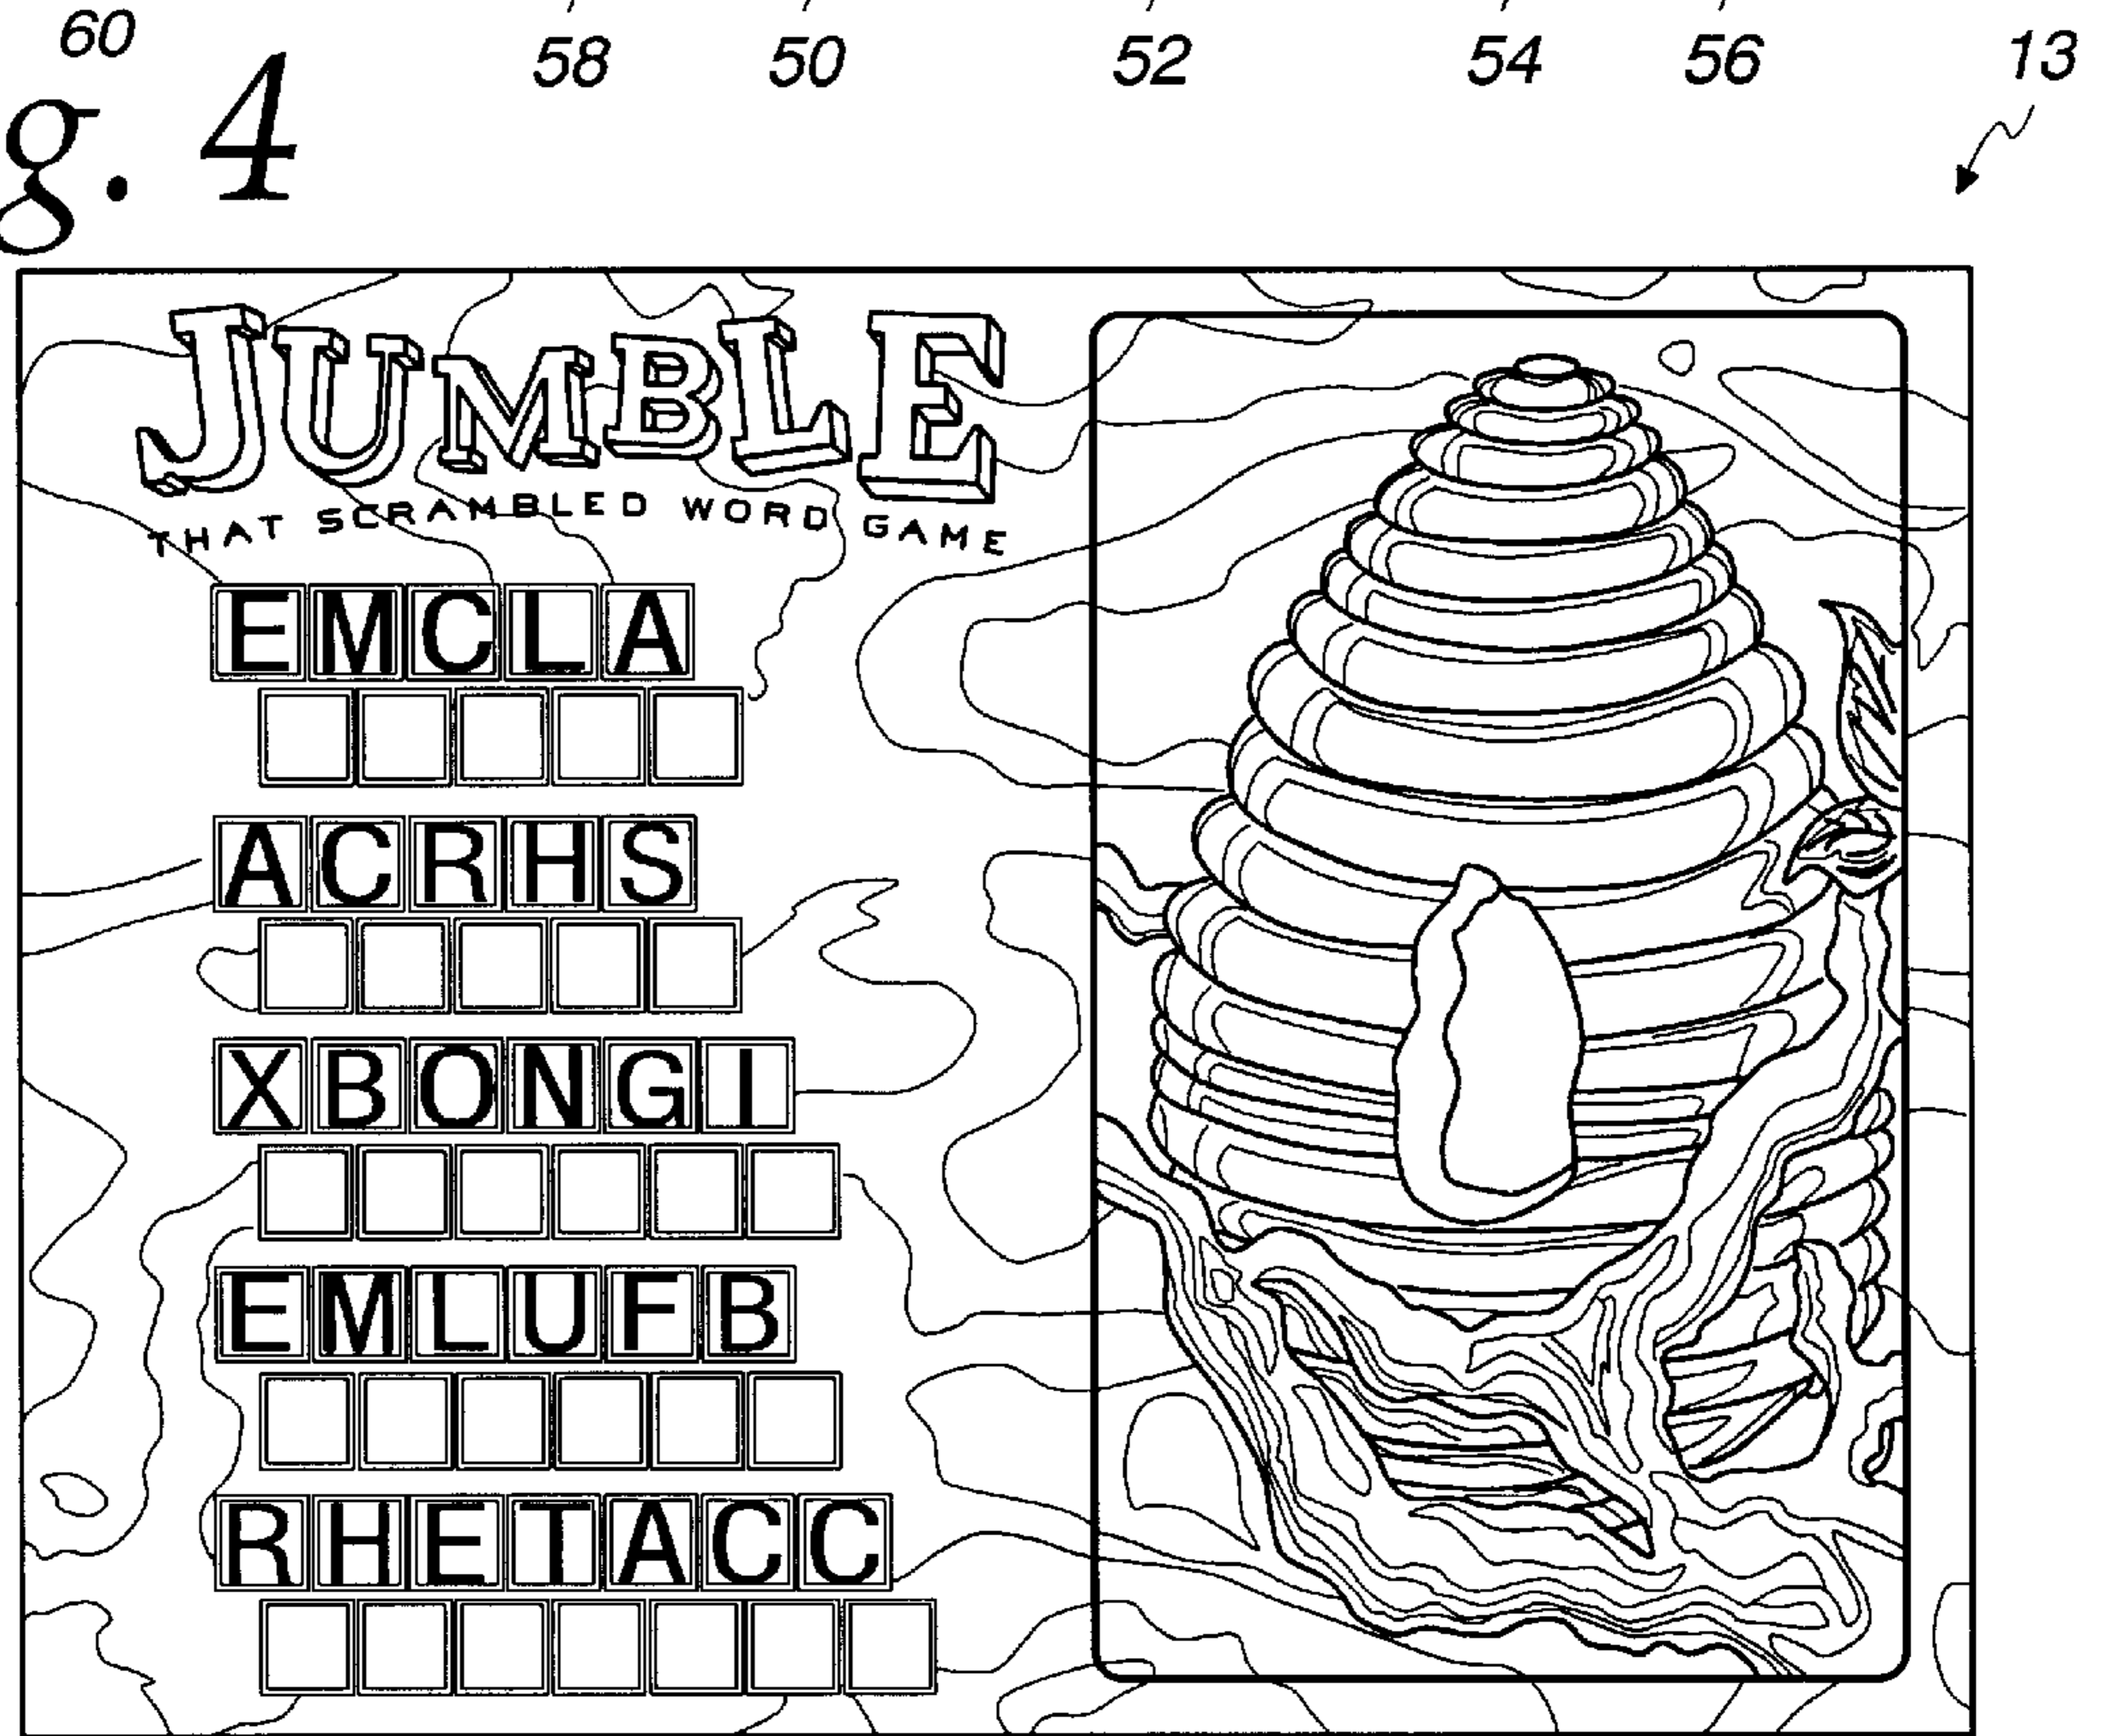 60 58 50 52 54 56 13
g. 4
JUMBLE
THAT SCRAMBLED WORD GAME
EMCLA
ACRHS
XBONGI
EMLUFB
RHETACC